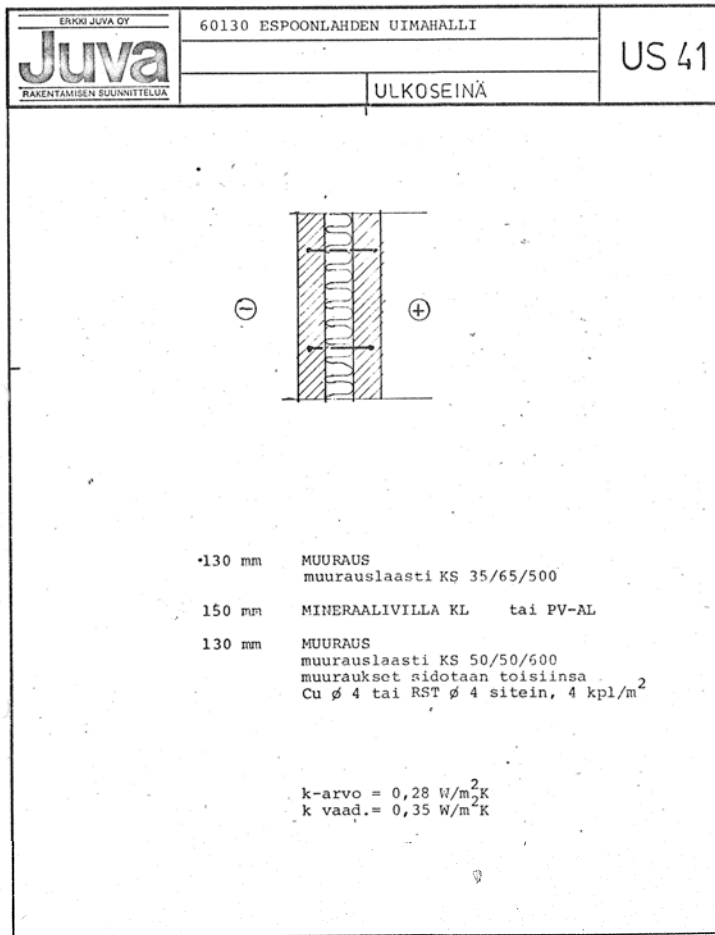 ERKKI JUVA OY
Juva
RAKENTAMISEN SUUNNITTELUA
60130 ESPOONLAHDEN UIMAHALLI
ULKOSEINÄ
US 41
−
+
130 mm MUURAUS
muurauslaasti KS 35/65/500
150 mm MINERAALIVILLA KL tai PV-AL
130 mm MUURAUS
muurauslaasti KS 50/50/600
muuraukset sidotaan toisiinsa
Cu ø 4 tai RST ø 4 sitein, 4 kpl/m²
k-arvo = 0,28 W/m²K
k vaad.= 0,35 W/m²K